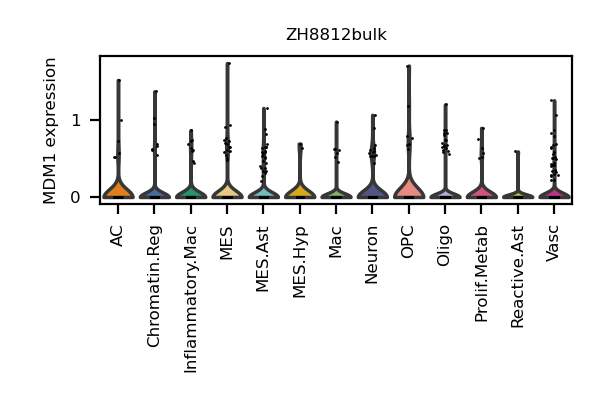 ZH8812bulk
MDM1 expression
1
0
AC
Chromatin.Reg
Inflammatory.Mac
MES
MES.Ast
MES.Hyp
Mac
Neuron
OPC
Oligo
Prolif.Metab
Reactive.Ast
Vasc